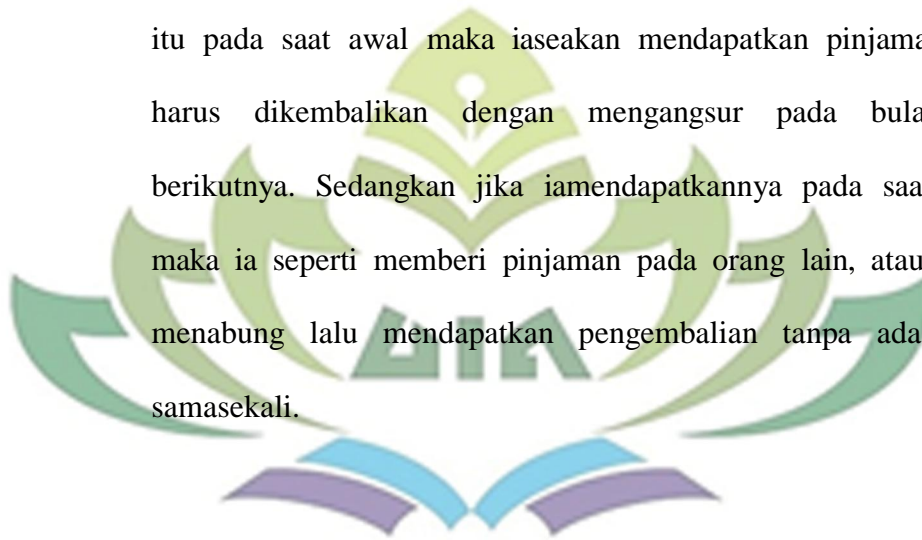 itu pada saat awal maka iaseakan mendapatkan pinjama
harus dikembalikan dengan mengangsur pada bula
berikutnya. Sedangkan jika iamendapatkannya pada saa
maka ia seperti memberi pinjaman pada orang lain, atau
menabung lalu mendapatkan pengembalian tanpa ada
samasekali.